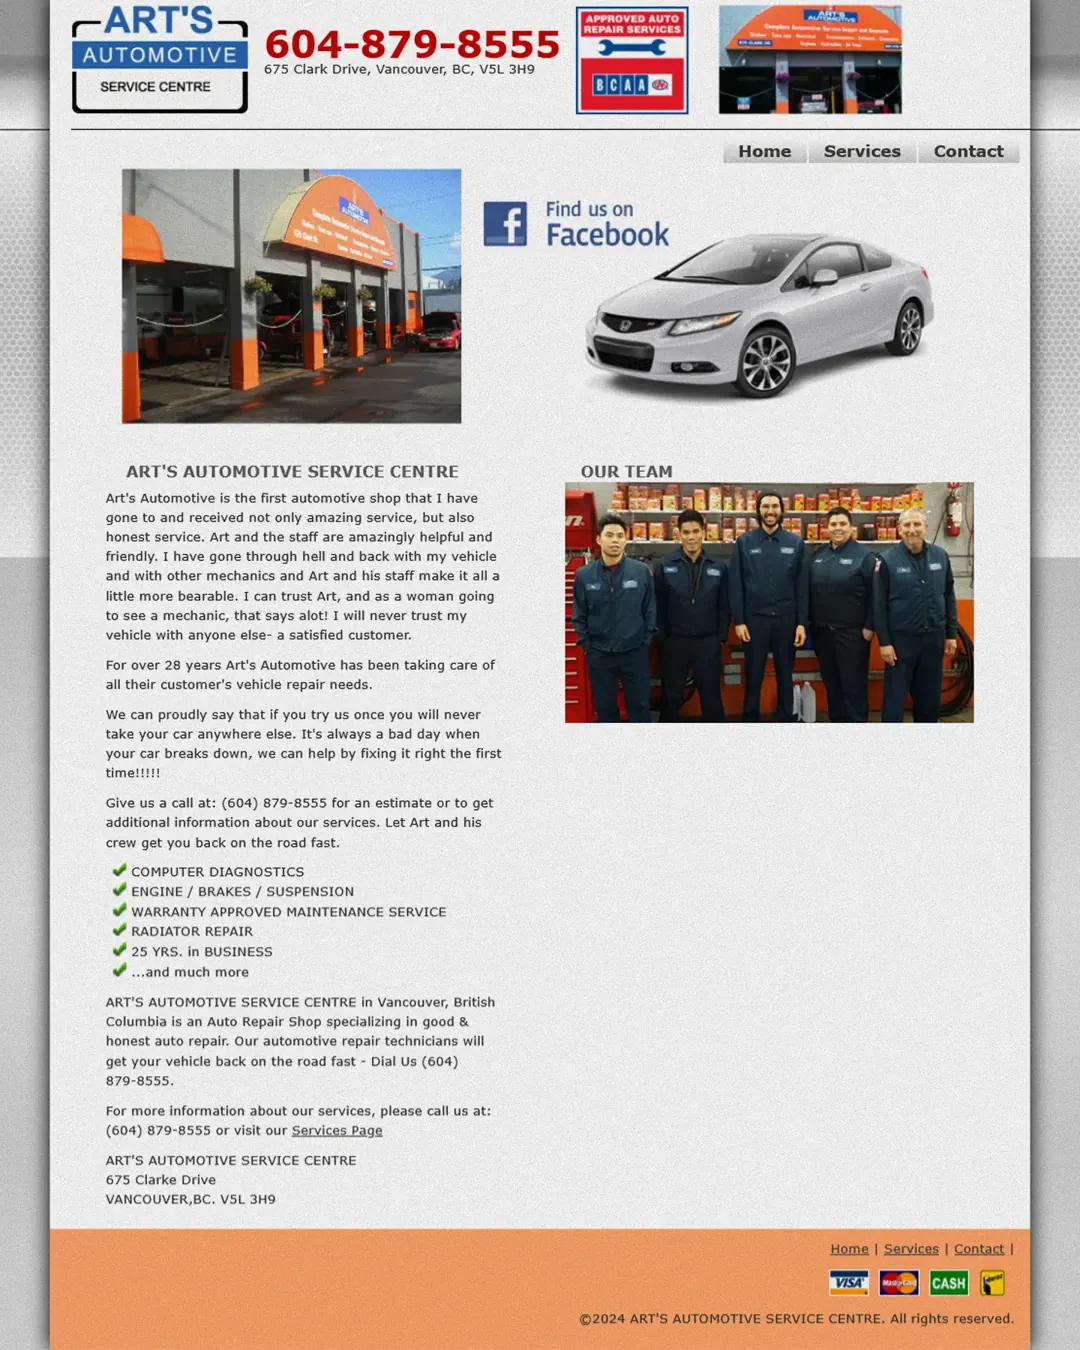 ART'S
AUTOMOTIVE
SERVICE CENTRE
604-879-8555
675 Clark Drive, Vancouver, BC, V5L 3H9
APPROVED AUTO
REPAIR SERVICES
BCAA
ART'S
AUTOMOTIVE
Complete Automotive Service Import and Domestic
Home
Services
Contact
ART'S
AUTOMOTIVE
Find us on
Facebook
ART'S AUTOMOTIVE SERVICE CENTRE
Art's Automotive is the first automotive shop that I have
gone to and received not only amazing service, but also
honest service. Art and the staff are amazingly helpful and
friendly. I have gone through hell and back with my vehicle
and with other mechanics and Art and his staff make it all a
little more bearable. I can trust Art, and as a woman going
to see a mechanic, that says alot! I will never trust my
vehicle with anyone else- a satisfied customer.
For over 28 years Art's Automotive has been taking care of
all their customer's vehicle repair needs.
We can proudly say that if you try us once you will never
take your car anywhere else. It's always a bad day when
your car breaks down, we can help by fixing it right the first
time!!!!!
Give us a call at: (604) 879-8555 for an estimate or to get
additional information about our services. Let Art and his
crew get you back on the road fast.
COMPUTER DIAGNOSTICS
ENGINE / BRAKES / SUSPENSION
WARRANTY APPROVED MAINTENANCE SERVICE
RADIATOR REPAIR
25 YRS. in BUSINESS
...and much more
ART'S AUTOMOTIVE SERVICE CENTRE in Vancouver, British
Columbia is an Auto Repair Shop specializing in good &
honest auto repair. Our automotive repair technicians will
get your vehicle back on the road fast - Dial Us (604)
879-8555.
For more information about our services, please call us at:
(604) 879-8555 or visit our Services Page
ART'S AUTOMOTIVE SERVICE CENTRE
675 Clarke Drive
VANCOUVER,BC. V5L 3H9
OUR TEAM
Home | Services | Contact |
VISA MasterCard CASH
©2024 ART'S AUTOMOTIVE SERVICE CENTRE. All rights reserved.